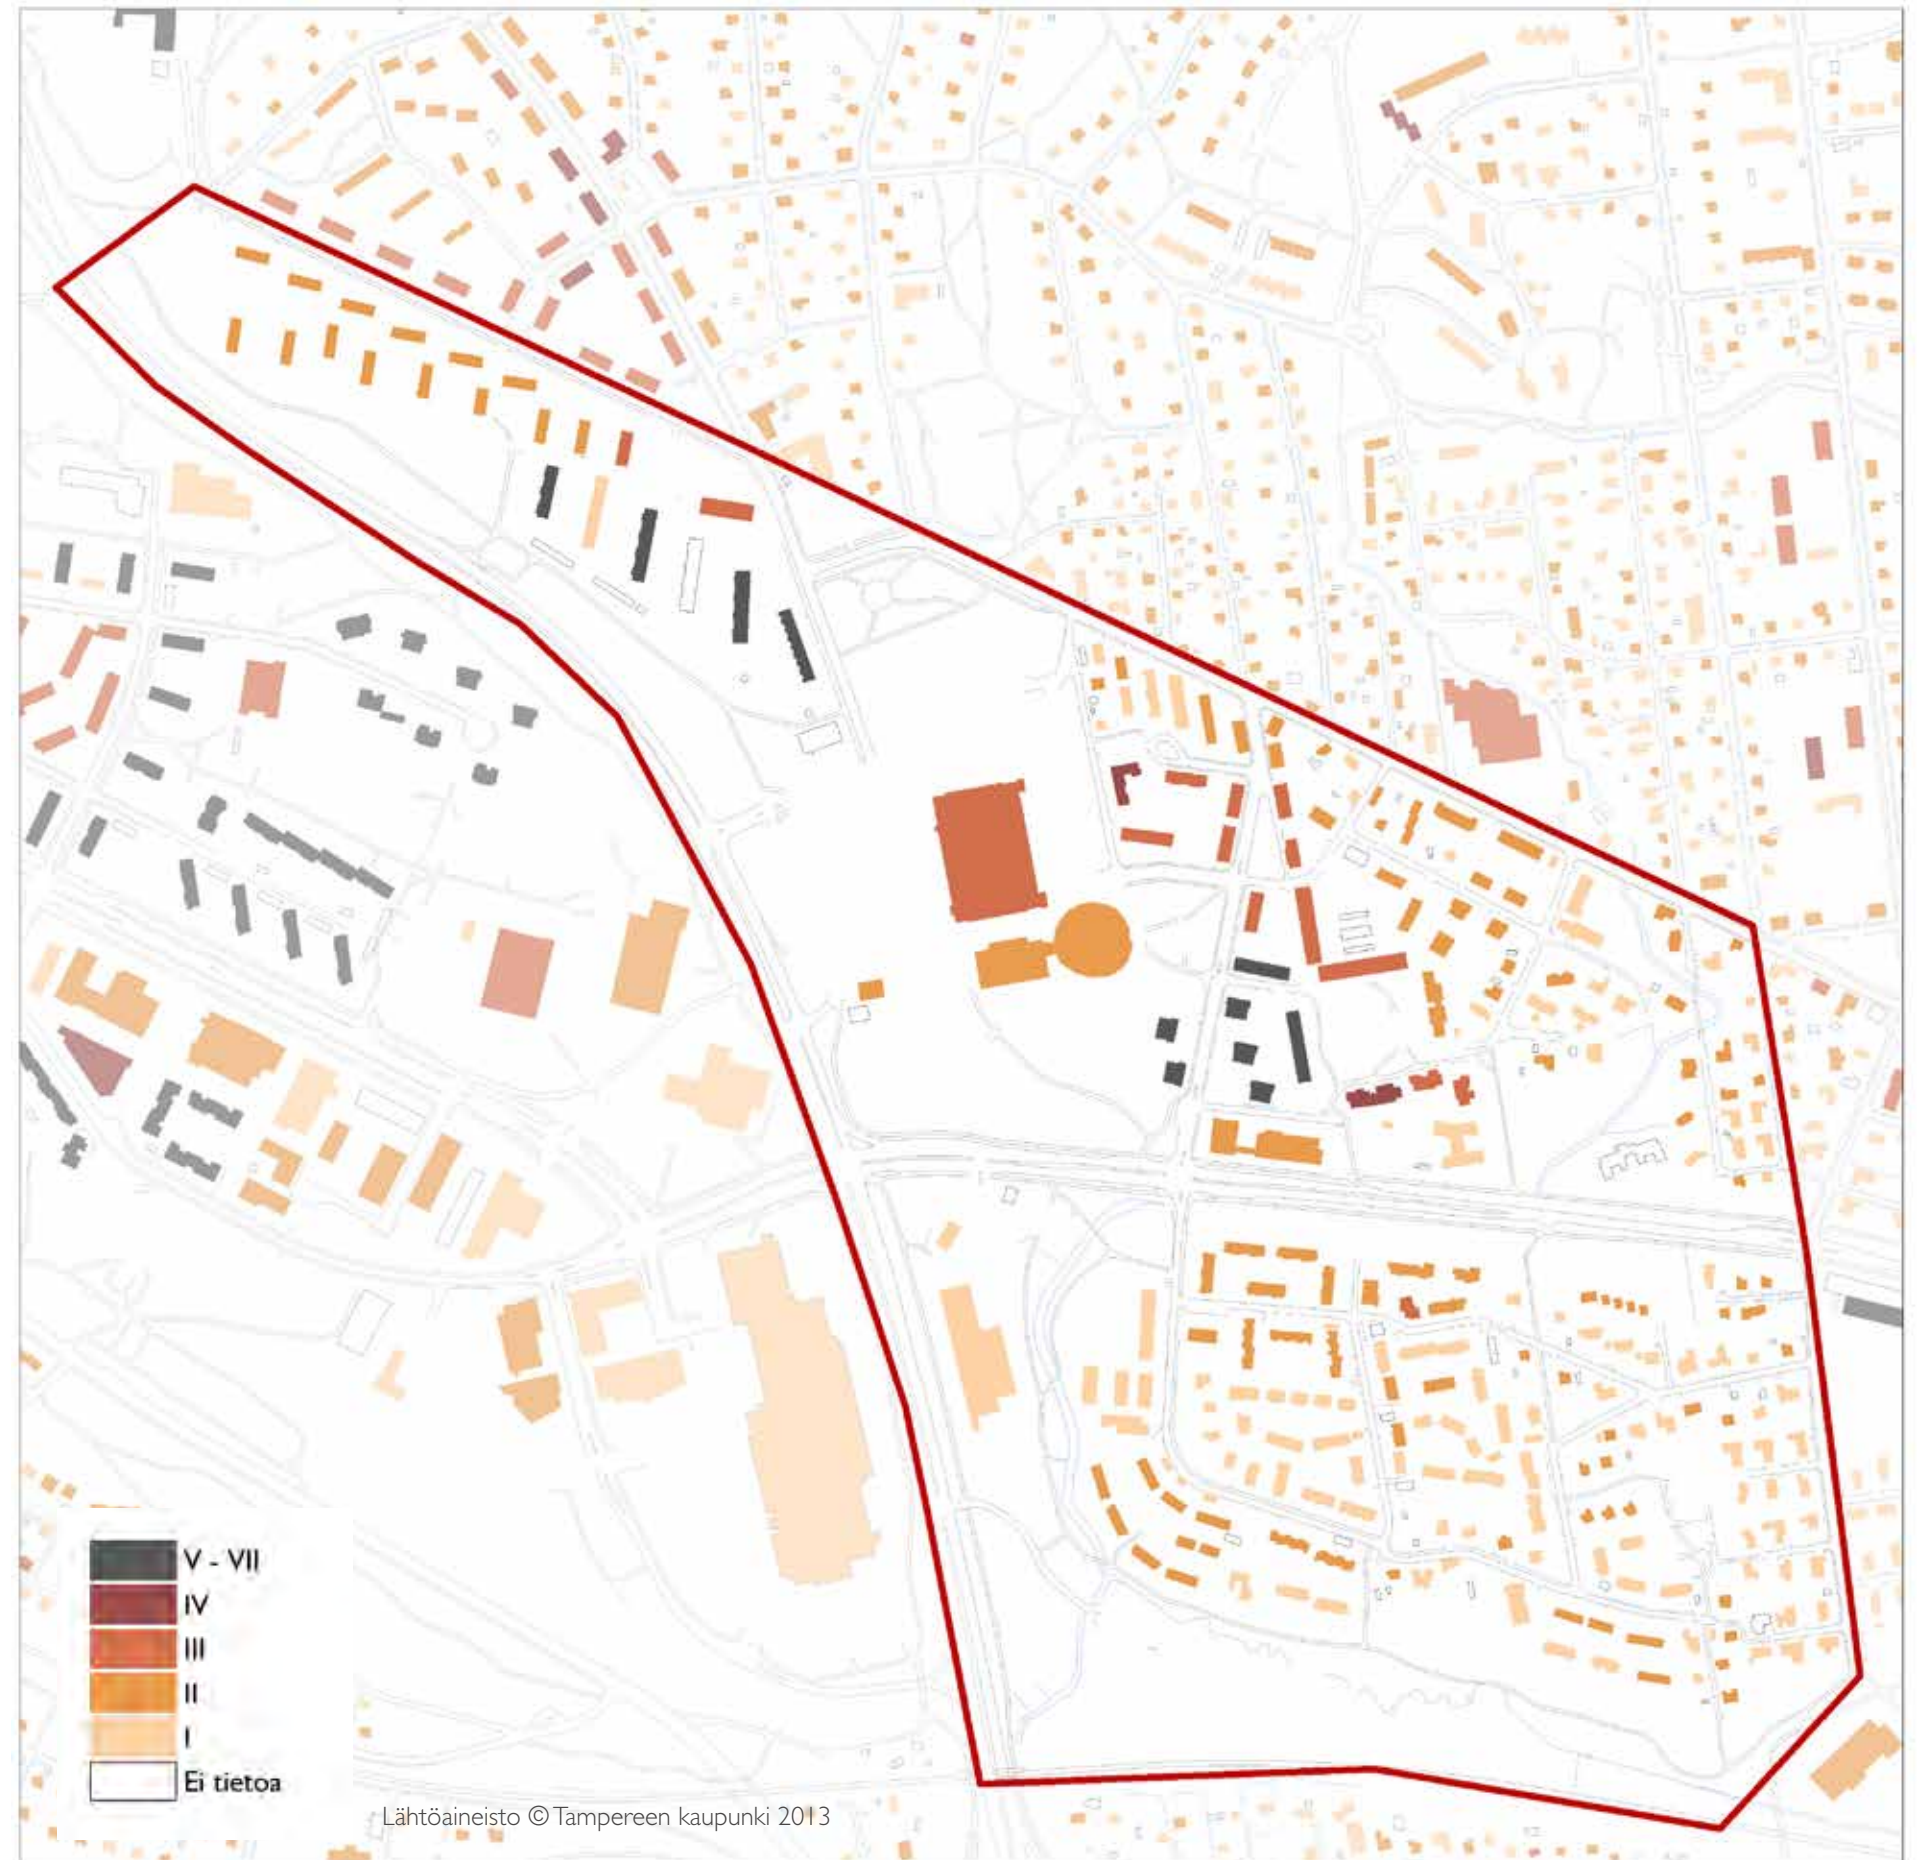 V - VII
IV
III
II
I
Ei tietoa
Lähtöaineisto © Tampereen kaupunki 2013